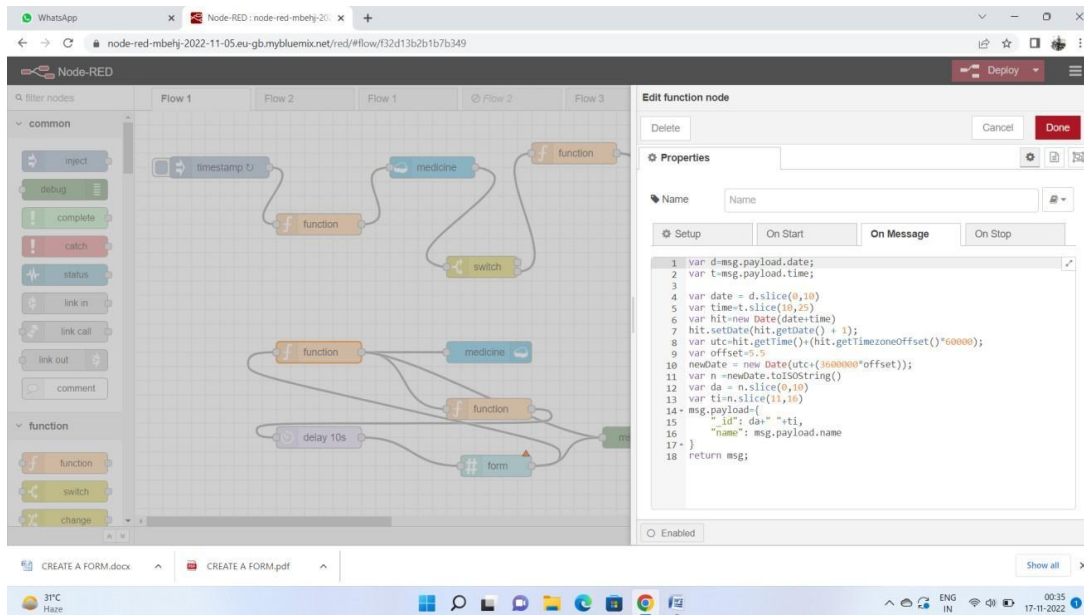 WhatsApp
Node-RED : node-red-mbehj-20
node-red-mbehj-2022-11-05.eu-gb.mybluemix.net/red/#flow/f32d13b2b1b7b349
Node-RED
Deploy
filter nodes
Flow 1
Flow 2
Flow 1
Flow 2
Flow 3
common
inject
debug
complete
catch
status
link in
link call
link out
comment
function
function
switch
change
timestamp
function
medicine
function
switch
function
medicine
function
delay 10s
form
ms
Edit function node
Delete
Cancel
Done
Properties
Name
Name
Setup
On Start
On Message
On Stop
1 var d=msg.payload.date;
2 var t=msg.payload.time;
3
4 var date = d.slice(0,10)
5 var time=t.slice(10,25)
6 var hit=new Date(date+time)
7 hit.setDate(hit.getDate() + 1);
8 var utc=hit.getTime()+(hit.getTimezoneOffset()*60000);
9 var offset=5.5
10 newDate = new Date(utc+(3600000*offset));
11 var n =newDate.toISOString()
12 var da = n.slice(0,10)
13 var ti=n.slice(11,16)
14 msg.payload={
15 "_id": da+" "+ti,
16 "name": msg.payload.name
17 }
18 return msg;
Enabled
CREATE A FORM.docx
CREATE A FORM.pdf
Show all
31°C
Haze
ENG
IN
00:35
17-11-2022